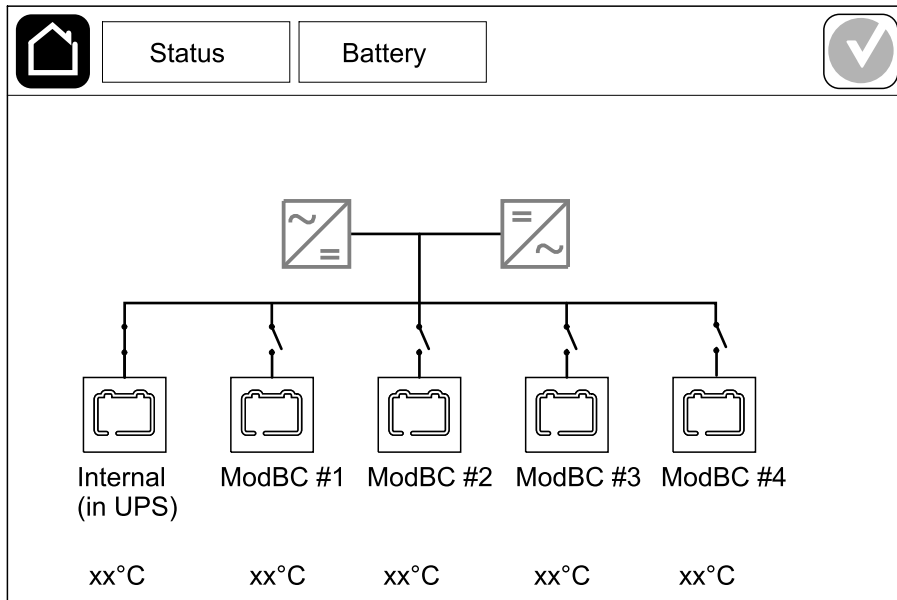 Status
Battery
Internal
(in UPS)
ModBC #1
ModBC #2
ModBC #3
ModBC #4
xx°C
xx°C
xx°C
xx°C
xx°C